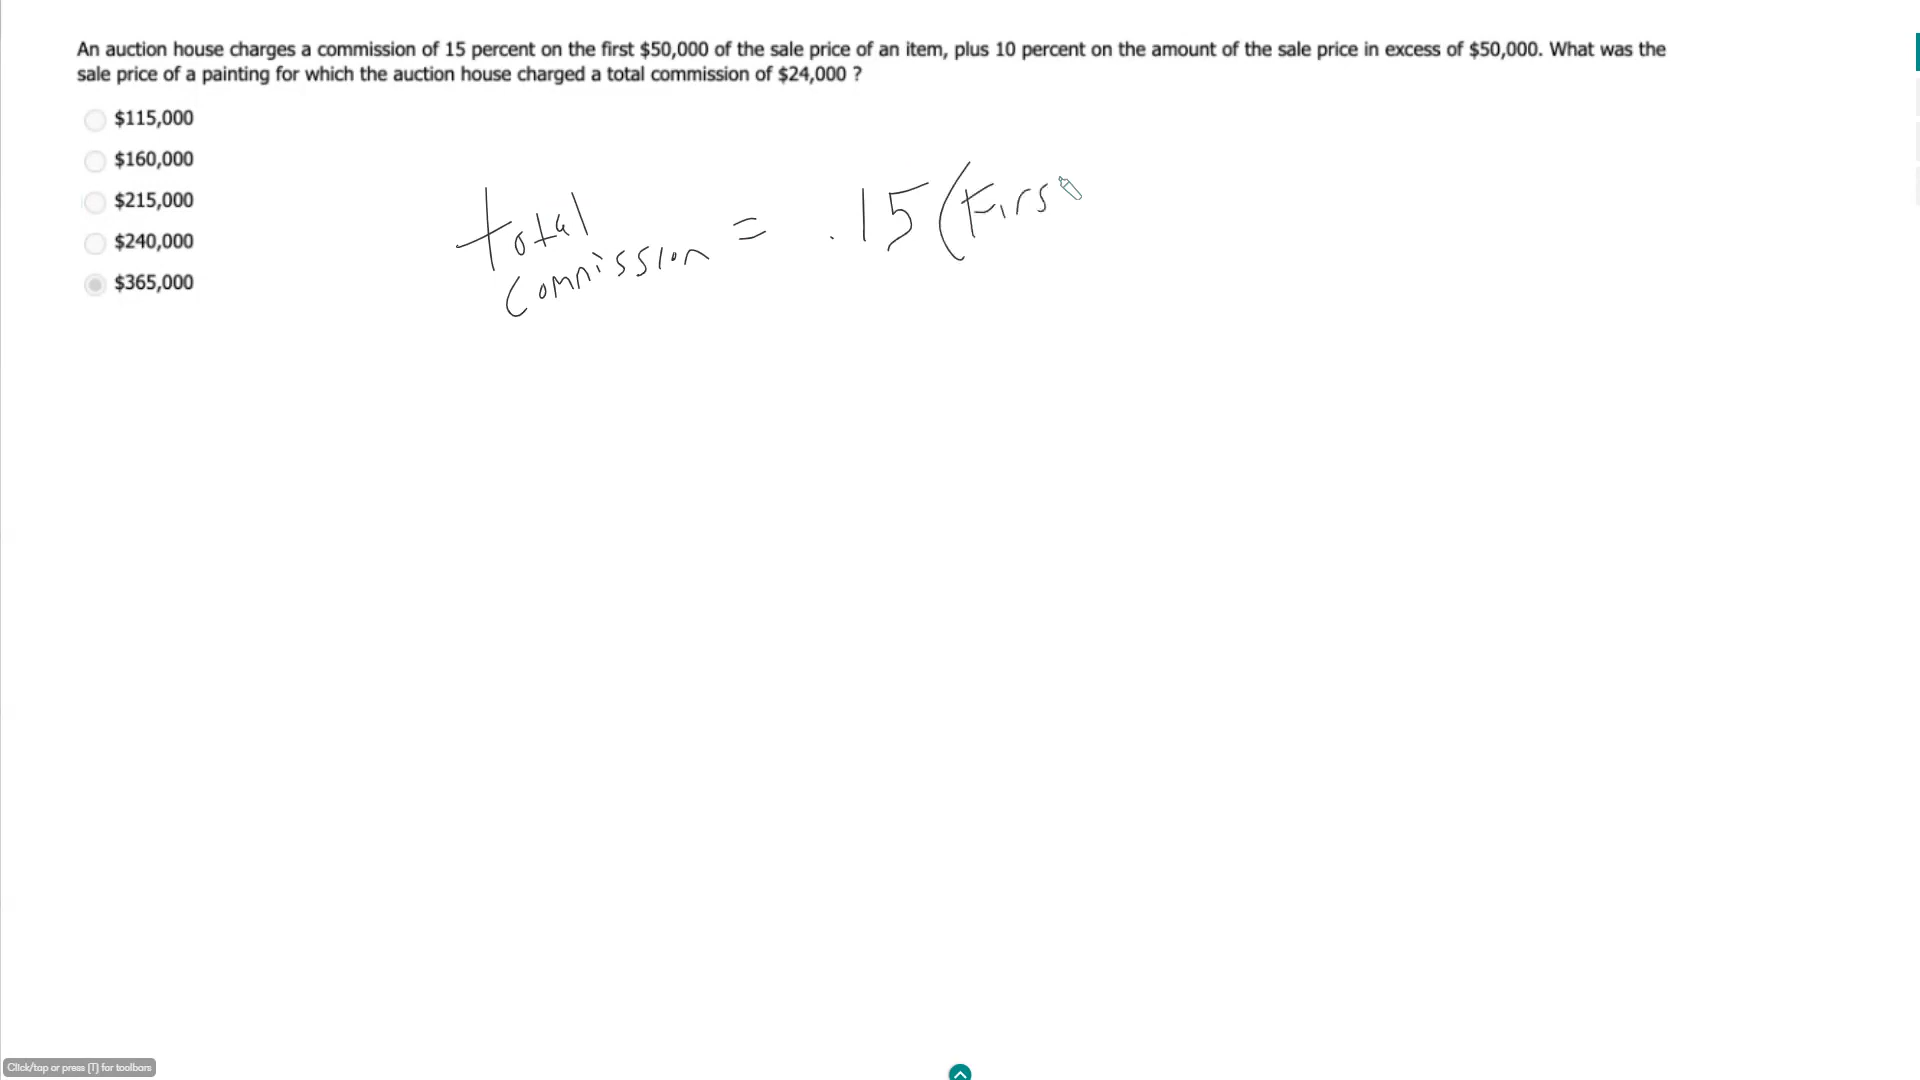 An auction house charges a commission of 15 percent on the first $50,000 of the sale price of an item, plus 10 percent on the amount of the sale price in excess of $50,000. What was the
sale price of a painting for which the auction house charged a total commission of $24,000 ?
$115,000
$160,000
$215,000
$240,000
$365,000
total
commission = .15(Firs
Click/tap or press [T] for toolbars